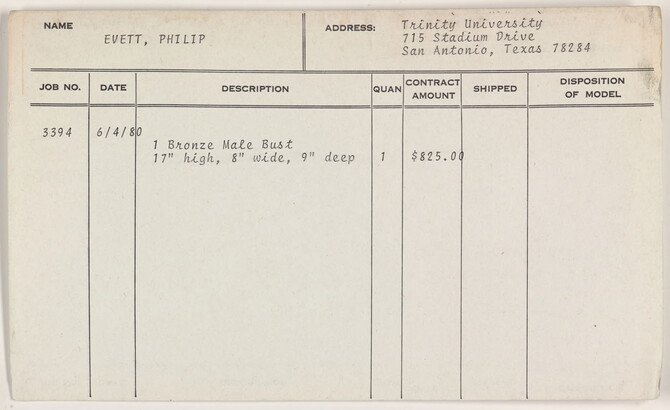 NAME
EVETT, PHILIP
ADDRESS:
Trinity University
715 Stadium Drive
San Antonio, Texas 78284
JOB NO. DATE DESCRIPTION QUAN CONTRACT AMOUNT SHIPPED DISPOSITION OF MODEL
3394 6/4/80
1 Bronze Male Bust
17" high, 8" wide, 9" deep 1 $825.00